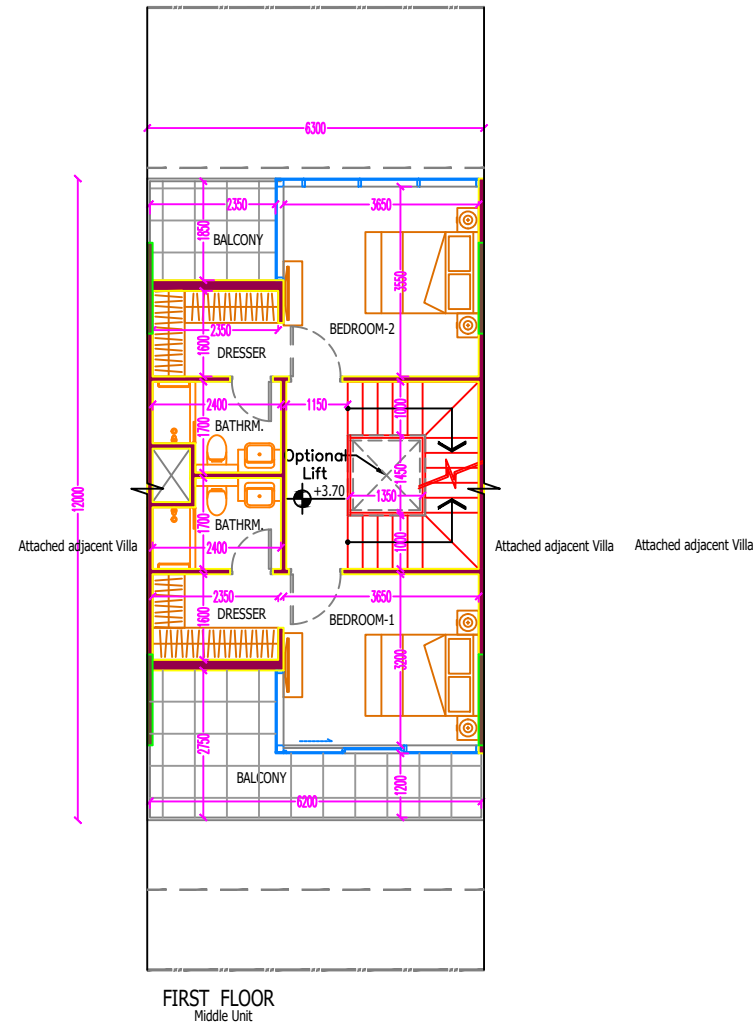 6300
2350
3650
1850
BALCONY
12000
3550
2350
BEDROOM-2
1600
DRESSER
2400
1150
1000
BATHRM.
1700
Optional
Lift
1450
+3.70
1350
1700
BATHRM.
1000
Attached adjacent Villa
2400
Attached adjacent Villa
Attached adjacent Villa
2350
3650
1600
DRESSER
BEDROOM-1
3200
2750
BALCONY
1200
6200
FIRST FLOOR
Middle Unit